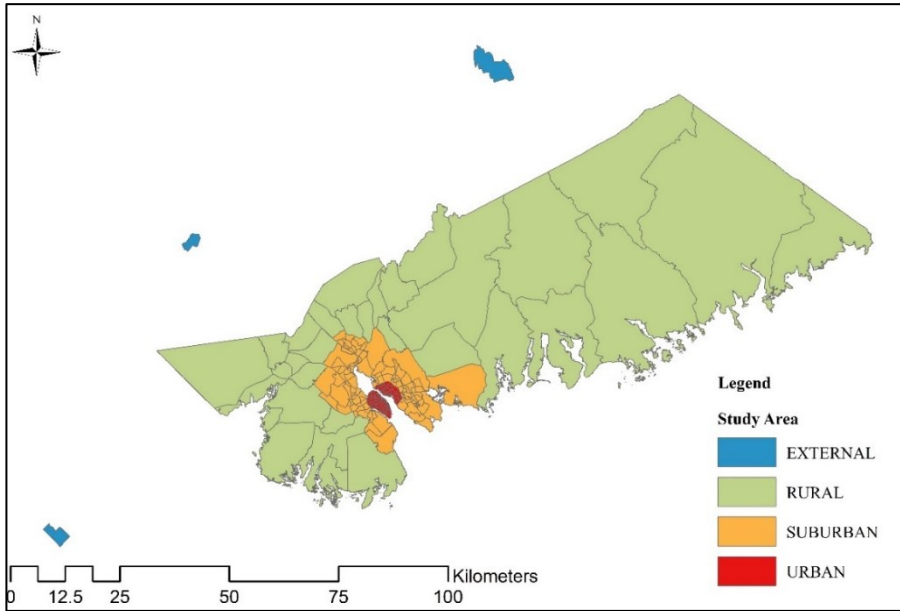 N
Legend
Study Area
EXTERNAL
RURAL
SUBURBAN
URBAN
Kilometers
0 12.5 25 50 75 100